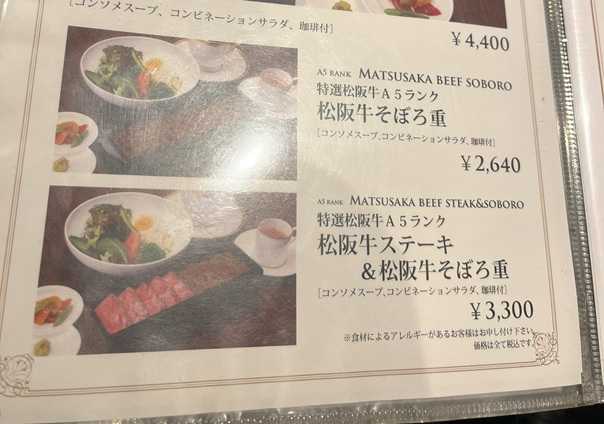 [コンソメスープ、コンビネーションサラダ、珈琲付]
¥4,400
A5 RANK MATSUSAKA BEEF SOBORO
特選松阪牛A5ランク
松阪牛そぼろ重
[コンソメスープ、コンビネーションサラダ、珈琲付]
¥2,640
A5 RANK MATSUSAKA BEEF STEAK&SOBORO
特選松阪牛A5ランク
松阪牛ステーキ
&松阪牛そぼろ重
[コンソメスープ、コンビネーションサラダ、珈琲付]
¥3,300
※食材によるアレルギーがあるお客様はお申し付け下さい。
価格は全て税込です。